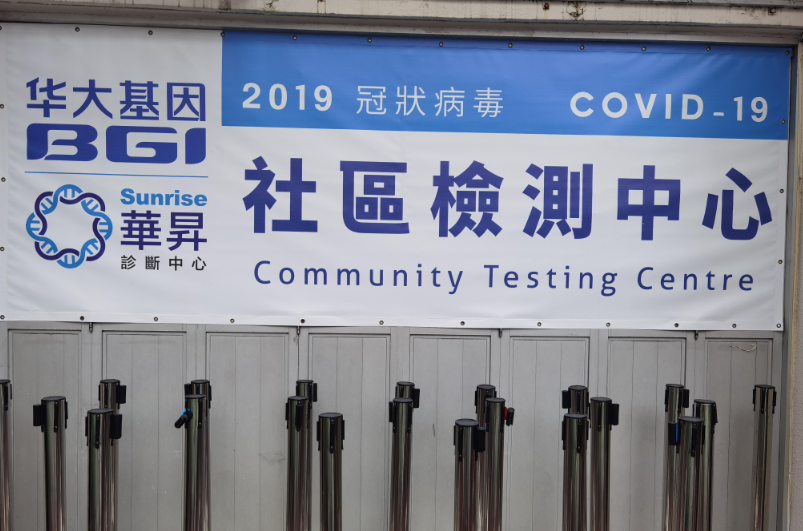 华大基因
BGI
Sunrise
華昇
診斷中心
2019 冠狀病毒 COVID-19
社區檢測中心
Community Testing Centre